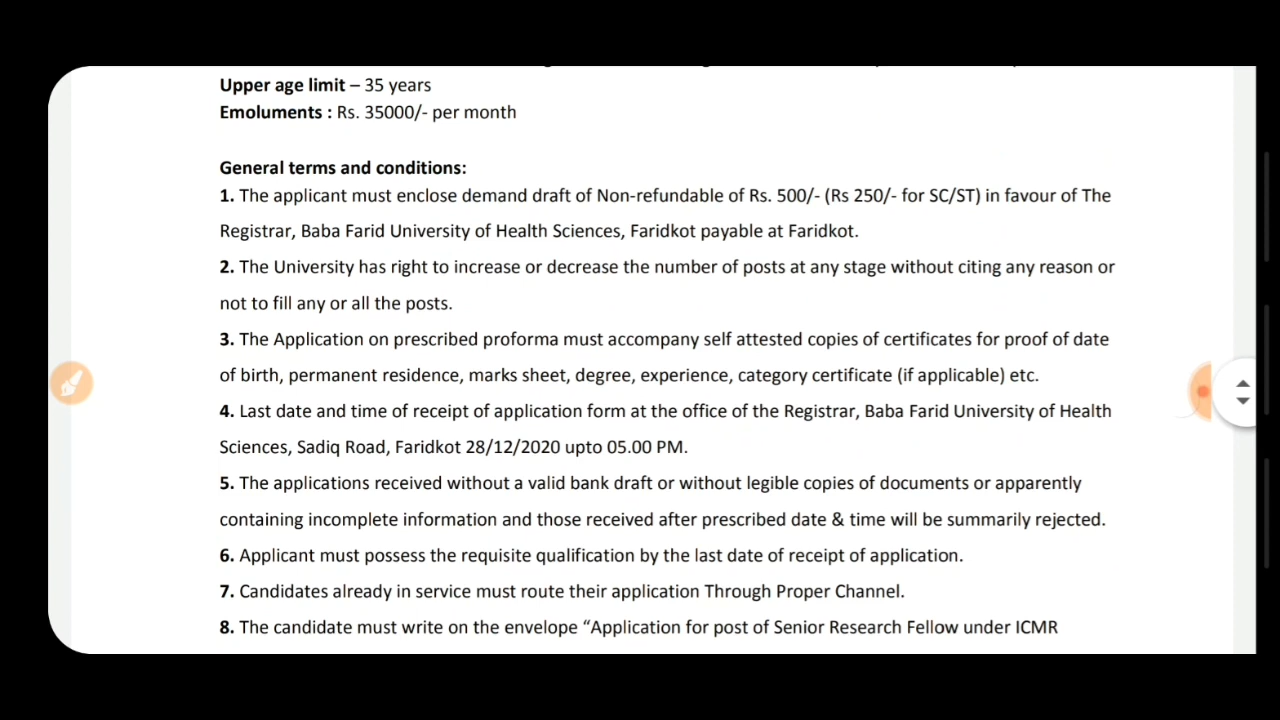 Upper age limit – 35 years
Emoluments : Rs. 35000/- per month
General terms and conditions:
1. The applicant must enclose demand draft of Non-refundable of Rs. 500/- (Rs 250/- for SC/ST) in favour of The
Registrar, Baba Farid University of Health Sciences, Faridkot payable at Faridkot.
2. The University has right to increase or decrease the number of posts at any stage without citing any reason or
not to fill any or all the posts.
3. The Application on prescribed proforma must accompany self attested copies of certificates for proof of date
of birth, permanent residence, marks sheet, degree, experience, category certificate (if applicable) etc.
4. Last date and time of receipt of application form at the office of the Registrar, Baba Farid University of Health
Sciences, Sadiq Road, Faridkot 28/12/2020 upto 05.00 PM.
5. The applications received without a valid bank draft or without legible copies of documents or apparently
containing incomplete information and those received after prescribed date & time will be summarily rejected.
6. Applicant must possess the requisite qualification by the last date of receipt of application.
7. Candidates already in service must route their application Through Proper Channel.
8. The candidate must write on the envelope “Application for post of Senior Research Fellow under ICMR